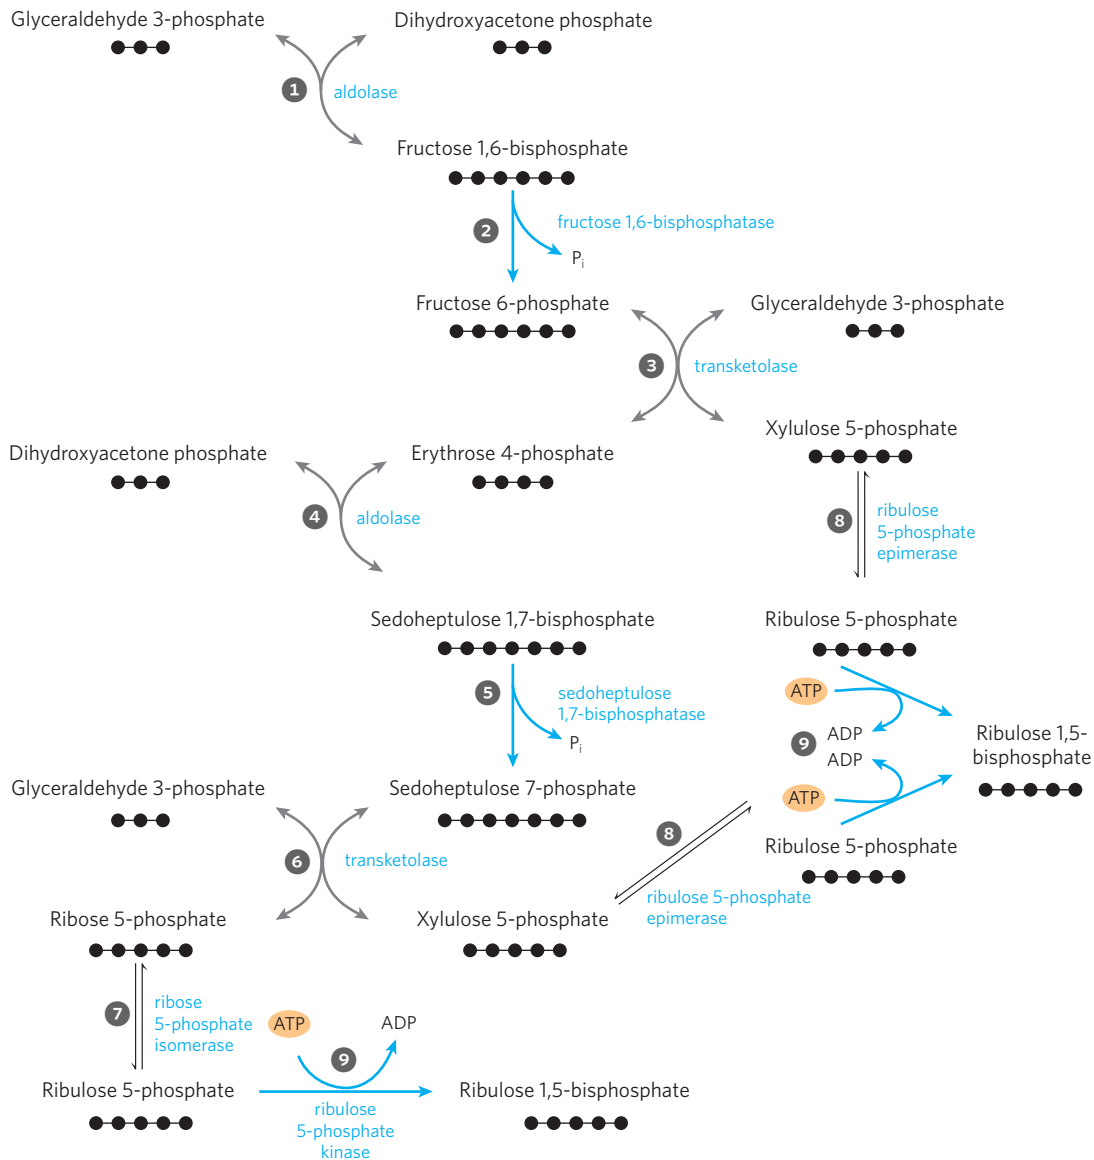 Glyceraldehyde 3-phosphate
Dihydroxyacetone phosphate
1
aldolase
Fructose 1,6-bisphosphate
2
fructose 1,6-bisphosphatase
Pi
Fructose 6-phosphate
Glyceraldehyde 3-phosphate
3
transketolase
Xylulose 5-phosphate
Dihydroxyacetone phosphate
Erythrose 4-phosphate
4
aldolase
8
ribulose
5-phosphate
epimerase
Sedoheptulose 1,7-bisphosphate
Ribulose 5-phosphate
5
sedoheptulose
1,7-bisphosphatase
Pi
ATP
ADP
9
ADP
ATP
Ribulose 1,5-
bisphosphate
Glyceraldehyde 3-phosphate
Sedoheptulose 7-phosphate
6
transketolase
8
ribulose 5-phosphate
epimerase
Ribulose 5-phosphate
Ribose 5-phosphate
Xylulose 5-phosphate
7
ribose
5-phosphate
isomerase
ATP
ADP
9
Ribulose 5-phosphate
Ribulose 1,5-bisphosphate
ribulose
5-phosphate
kinase